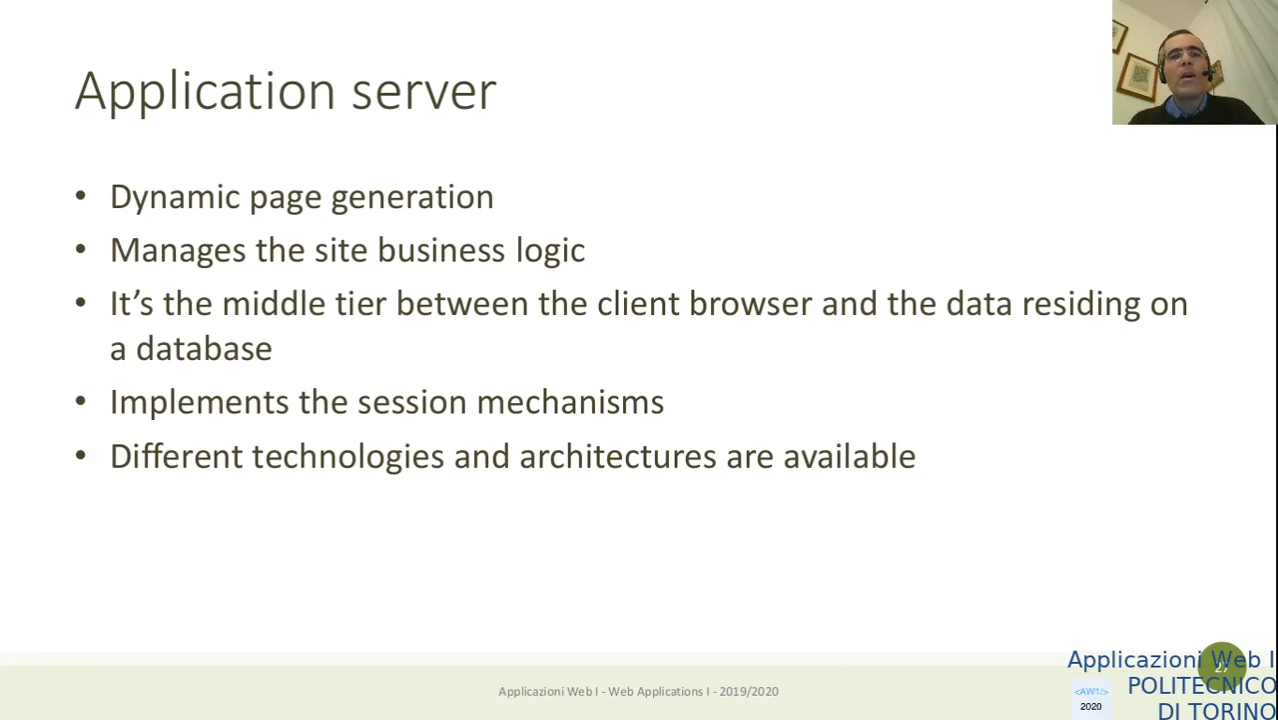 Application server
• Dynamic page generation
• Manages the site business logic
• It’s the middle tier between the client browser and the data residing on
a database
• Implements the session mechanisms
• Different technologies and architectures are available
Applicazioni Web I - Web Applications I - 2019/2020
Applicazioni Web I
POLITECNICO
DI TORINO
<AW1/>
2020